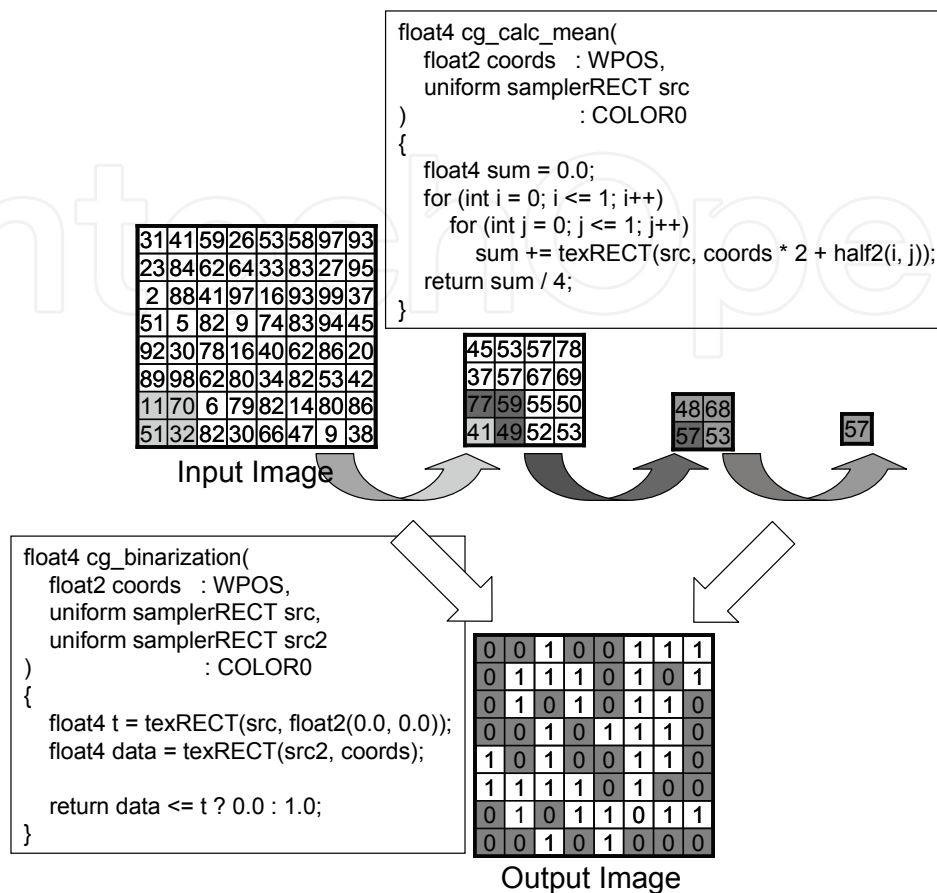 float4 cg_calc_mean(
float2 coords : WPOS,
uniform samplerRECT src
) : COLOR0
{
float4 sum = 0.0;
for (int i = 0; i <= 1; i++)
for (int j = 0; j <= 1; j++)
sum += texRECT(src, coords * 2 + half2(i, j));
return sum / 4;
}
31 41 59 26 53 58 97 93
23 84 62 64 33 83 27 95
2 88 41 97 16 93 99 37
51 5 82 9 74 83 94 45
92 30 78 16 40 62 86 20
89 98 62 80 34 82 53 42
11 70 6 79 82 14 80 86
51 32 82 30 66 47 9 38
Input Image
45 53 57 78
37 57 67 69
77 59 55 50
41 49 52 53
48 68
57 53
57
float4 cg_binarization(
float2 coords : WPOS,
uniform samplerRECT src,
uniform samplerRECT src2
) : COLOR0
{
float4 t = texRECT(src, float2(0.0, 0.0));
float4 data = texRECT(src2, coords);
return data <= t ? 0.0 : 1.0;
}
0 0 1 0 0 1 1 1
0 1 1 1 0 1 0 1
0 1 0 1 0 1 1 0
0 0 1 0 1 1 1 0
1 0 1 0 0 1 1 0
1 1 1 1 0 1 0 0
0 1 0 1 1 0 1 1
0 0 1 0 1 0 0 0
Output Image